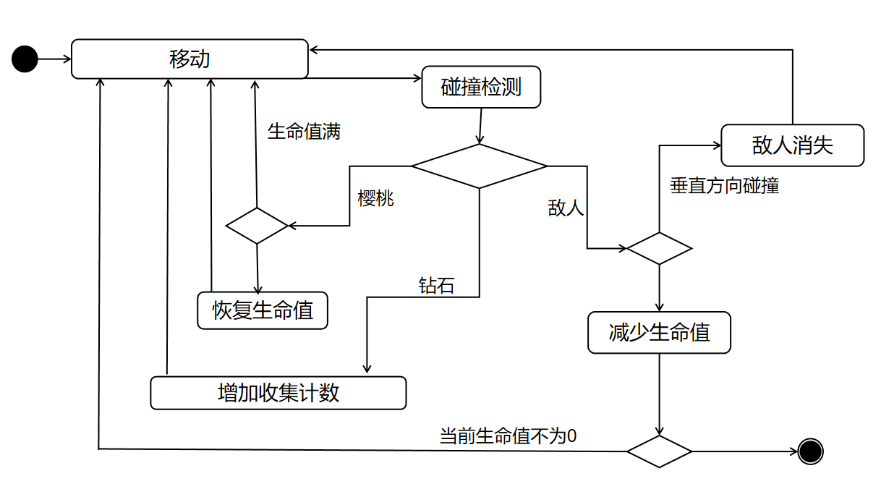 移动
碰撞检测
生命值满
敌人消失
垂直方向碰撞
樱桃
敌人
钻石
恢复生命值
减少生命值
增加收集计数
当前生命值不为0